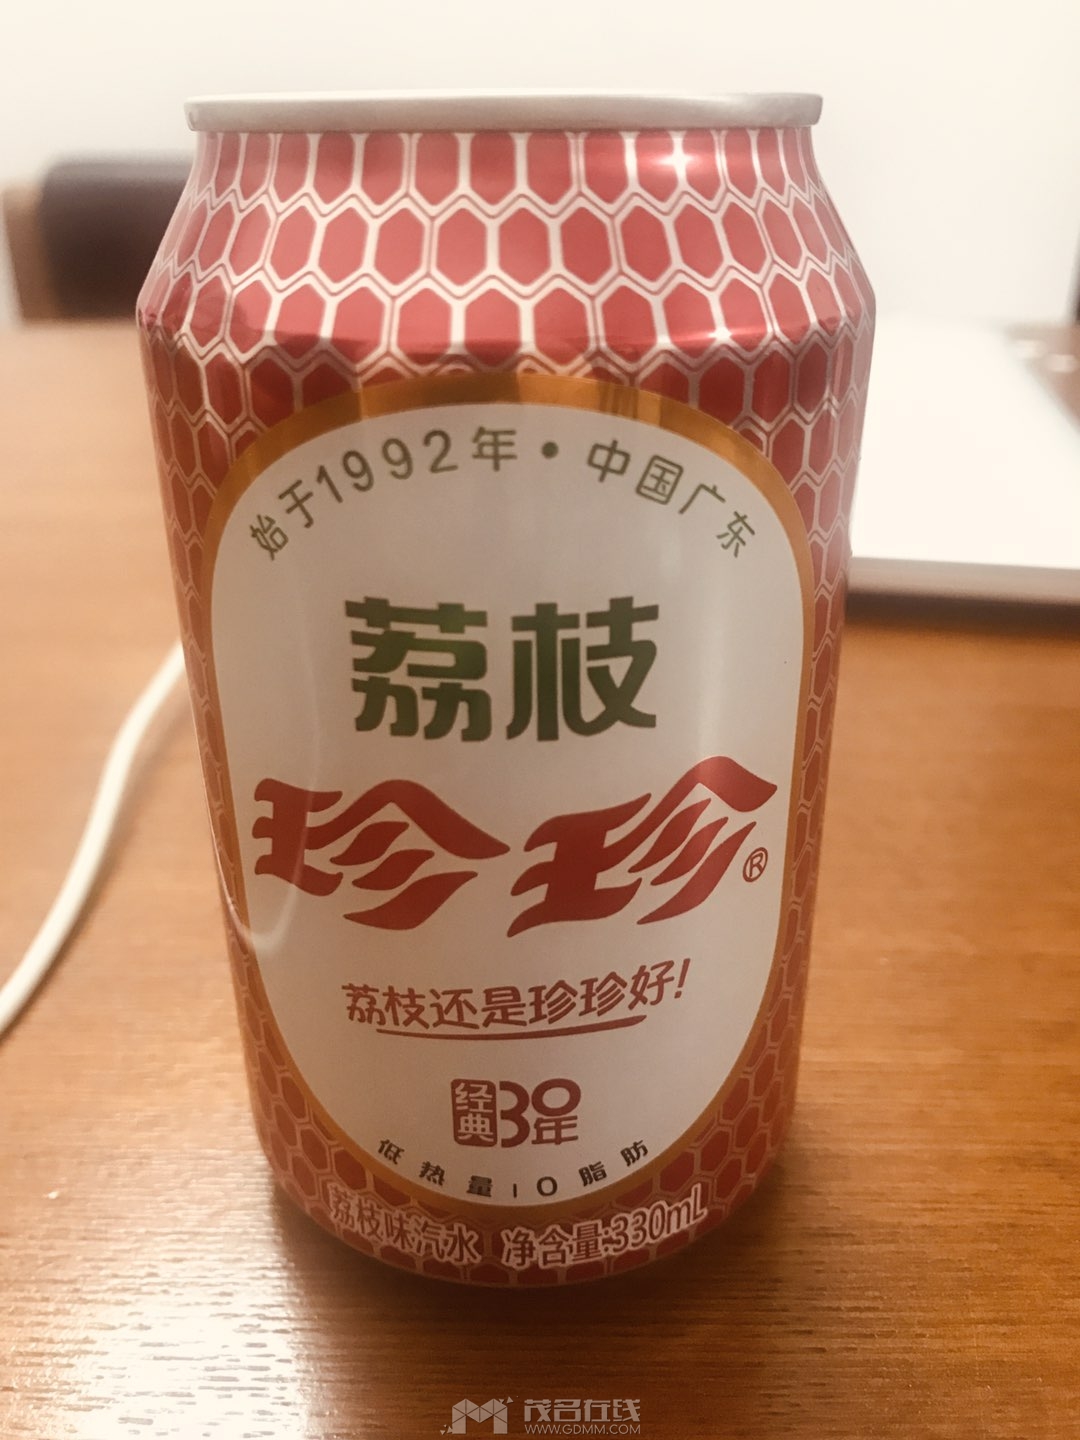 始于1992年·中国广东
荔枝
珍珍®
荔枝还是珍珍好!
经典30年
低热量|0脂肪
荔枝味汽水 净含量:330mL
茂名在线
WWW.GDMM.COM